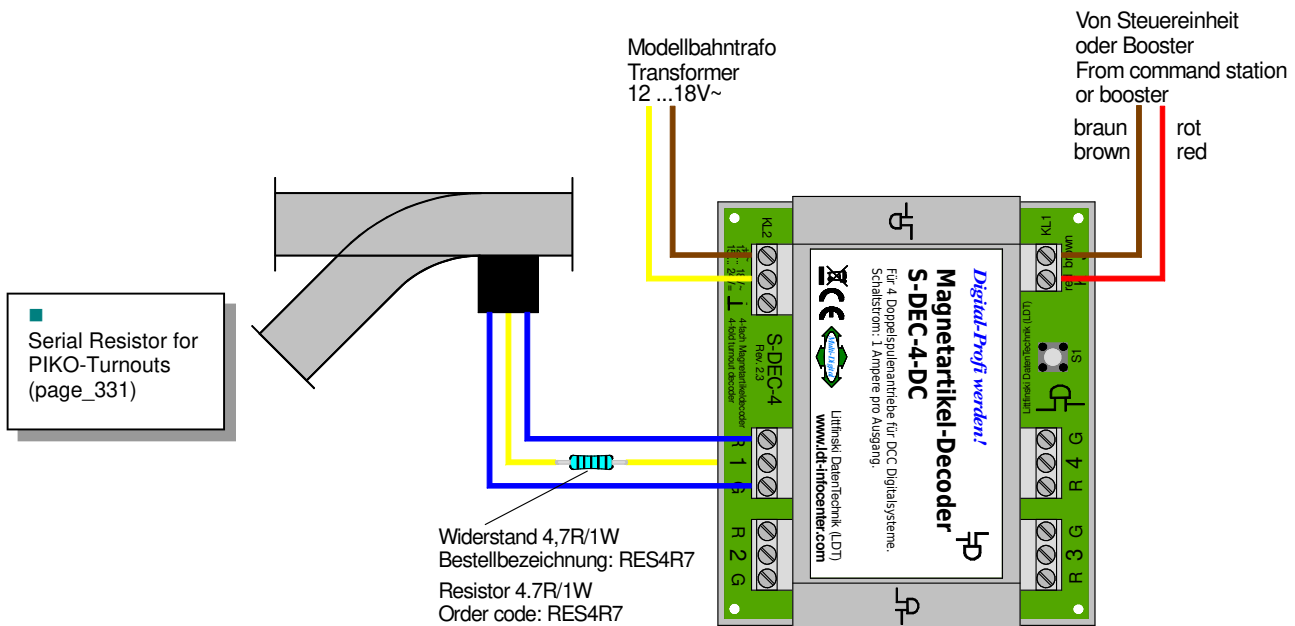 Modellbahntrafo
Transformer
12 ...18V~
Von Steuereinheit
oder Booster
From command station
or booster
braun
brown
rot
red
Serial Resistor for
PIKO-Turnouts
(page_331)
Widerstand 4,7R/1W
Bestellbezeichnung: RES4R7
Resistor 4.7R/1W
Order code: RES4R7
KL2
S-DEC-4
Rev. 2.3
4-fach Magnetartikeldecoder
4-fold turnout decoder
R 1 G
R 2 G
Digital-Profi werden!
Magnetartikel-Decoder
S-DEC-4-DC
Für 4 Doppelspulenantriebe für DCC Digitalsysteme.
Schaltstrom: 1 Ampere pro Ausgang.
CE
Multi-Digital
Littfinski DatenTechnik (LDT)
www.ldt-infocenter.com
KL1
red
S1
Littfinski DatenTechnik (LDT)
R 4 G
R 3 G